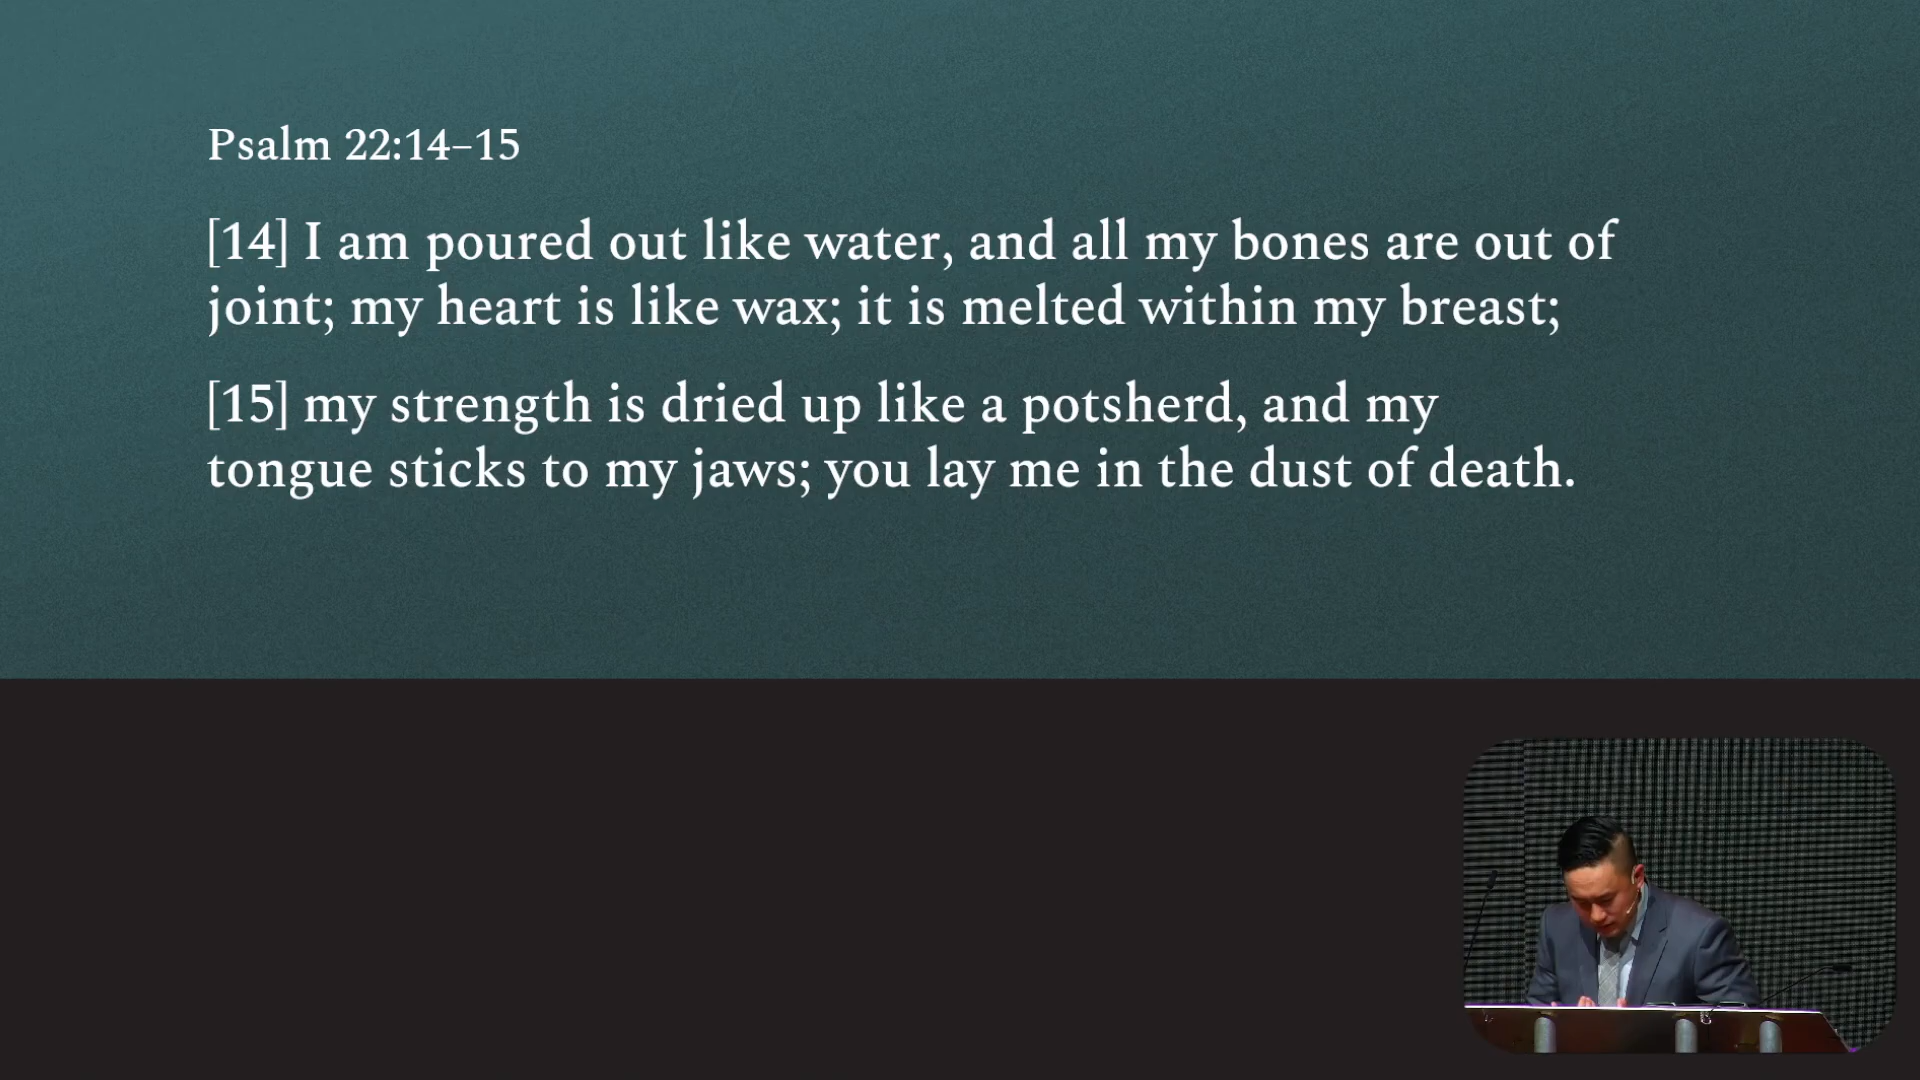 Psalm 22:14–15
[14] I am poured out like water, and all my bones are out of
joint; my heart is like wax; it is melted within my breast;
[15] my strength is dried up like a potsherd, and my
tongue sticks to my jaws; you lay me in the dust of death.